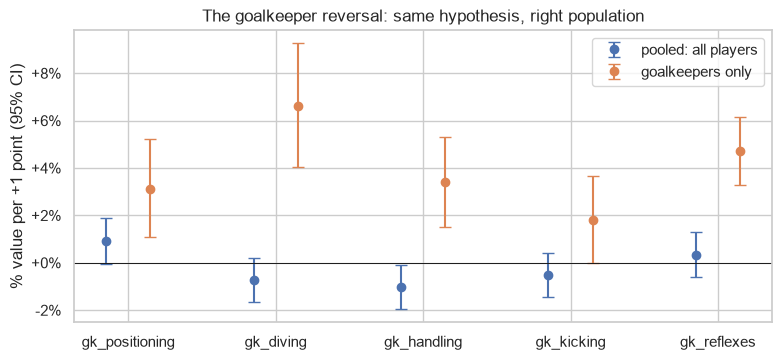 The goalkeeper reversal: same hypothesis, right population
% value per +1 point (95% CI)
+8%
+6%
+4%
+2%
+0%
-2%
pooled: all players
goalkeepers only
gk_positioning
gk_diving
gk_handling
gk_kicking
gk_reflexes